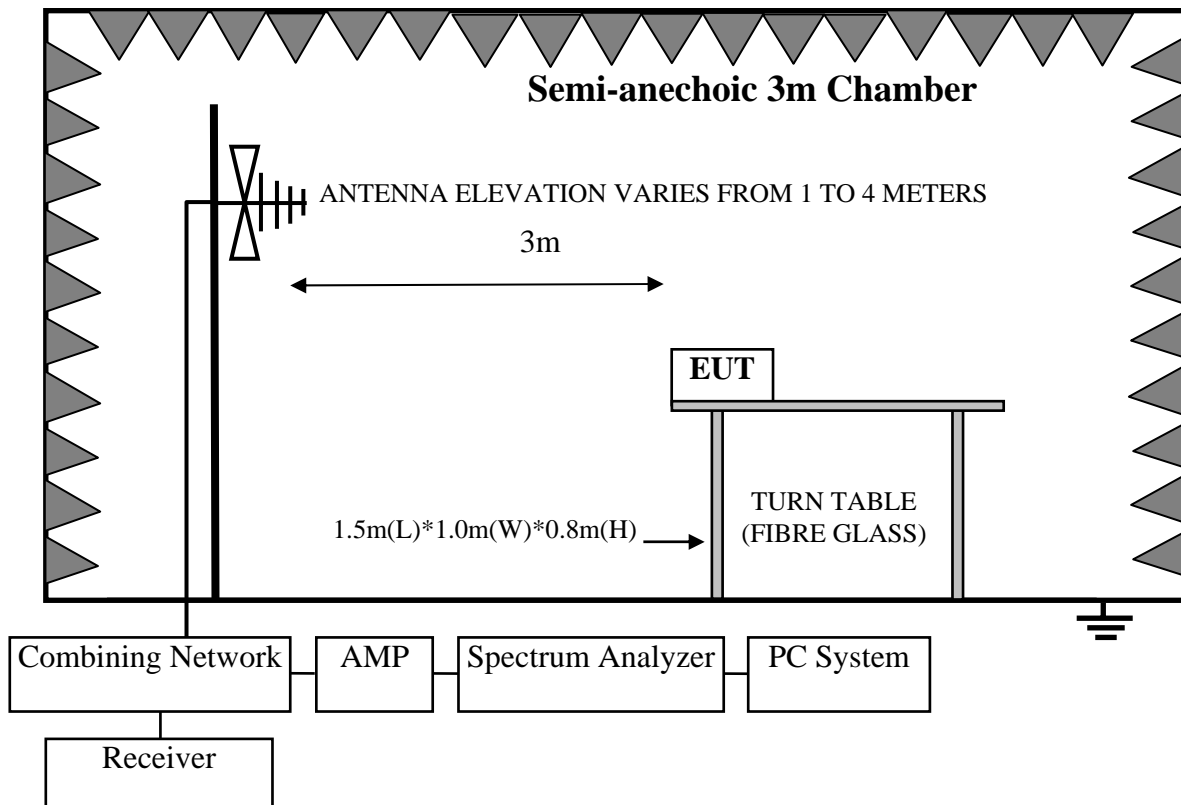 Semi-anechoic 3m Chamber
ANTENNA ELEVATION VARIES FROM 1 TO 4 METERS
3m
EUT
TURN TABLE
(FIBRE GLASS)
1.5m(L)*1.0m(W)*0.8m(H)
Combining Network
AMP
Spectrum Analyzer
PC System
Receiver